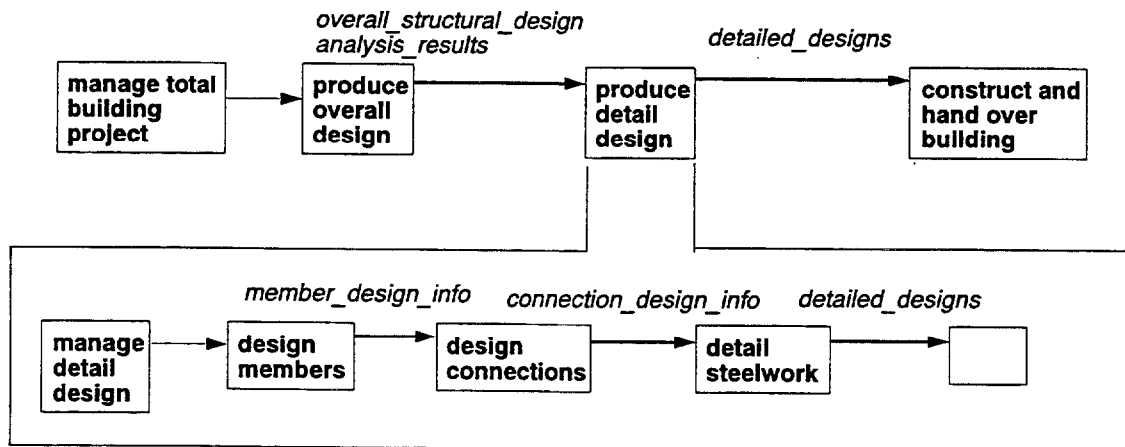 overall_structural_design
analysis_results
detailed_designs
manage total
building
project
produce
overall
design
produce
detail
design
construct and
hand over
building
member_design_info
connection_design_info
detailed_designs
manage
detail
design
design
members
design
connections
detail
steelwork